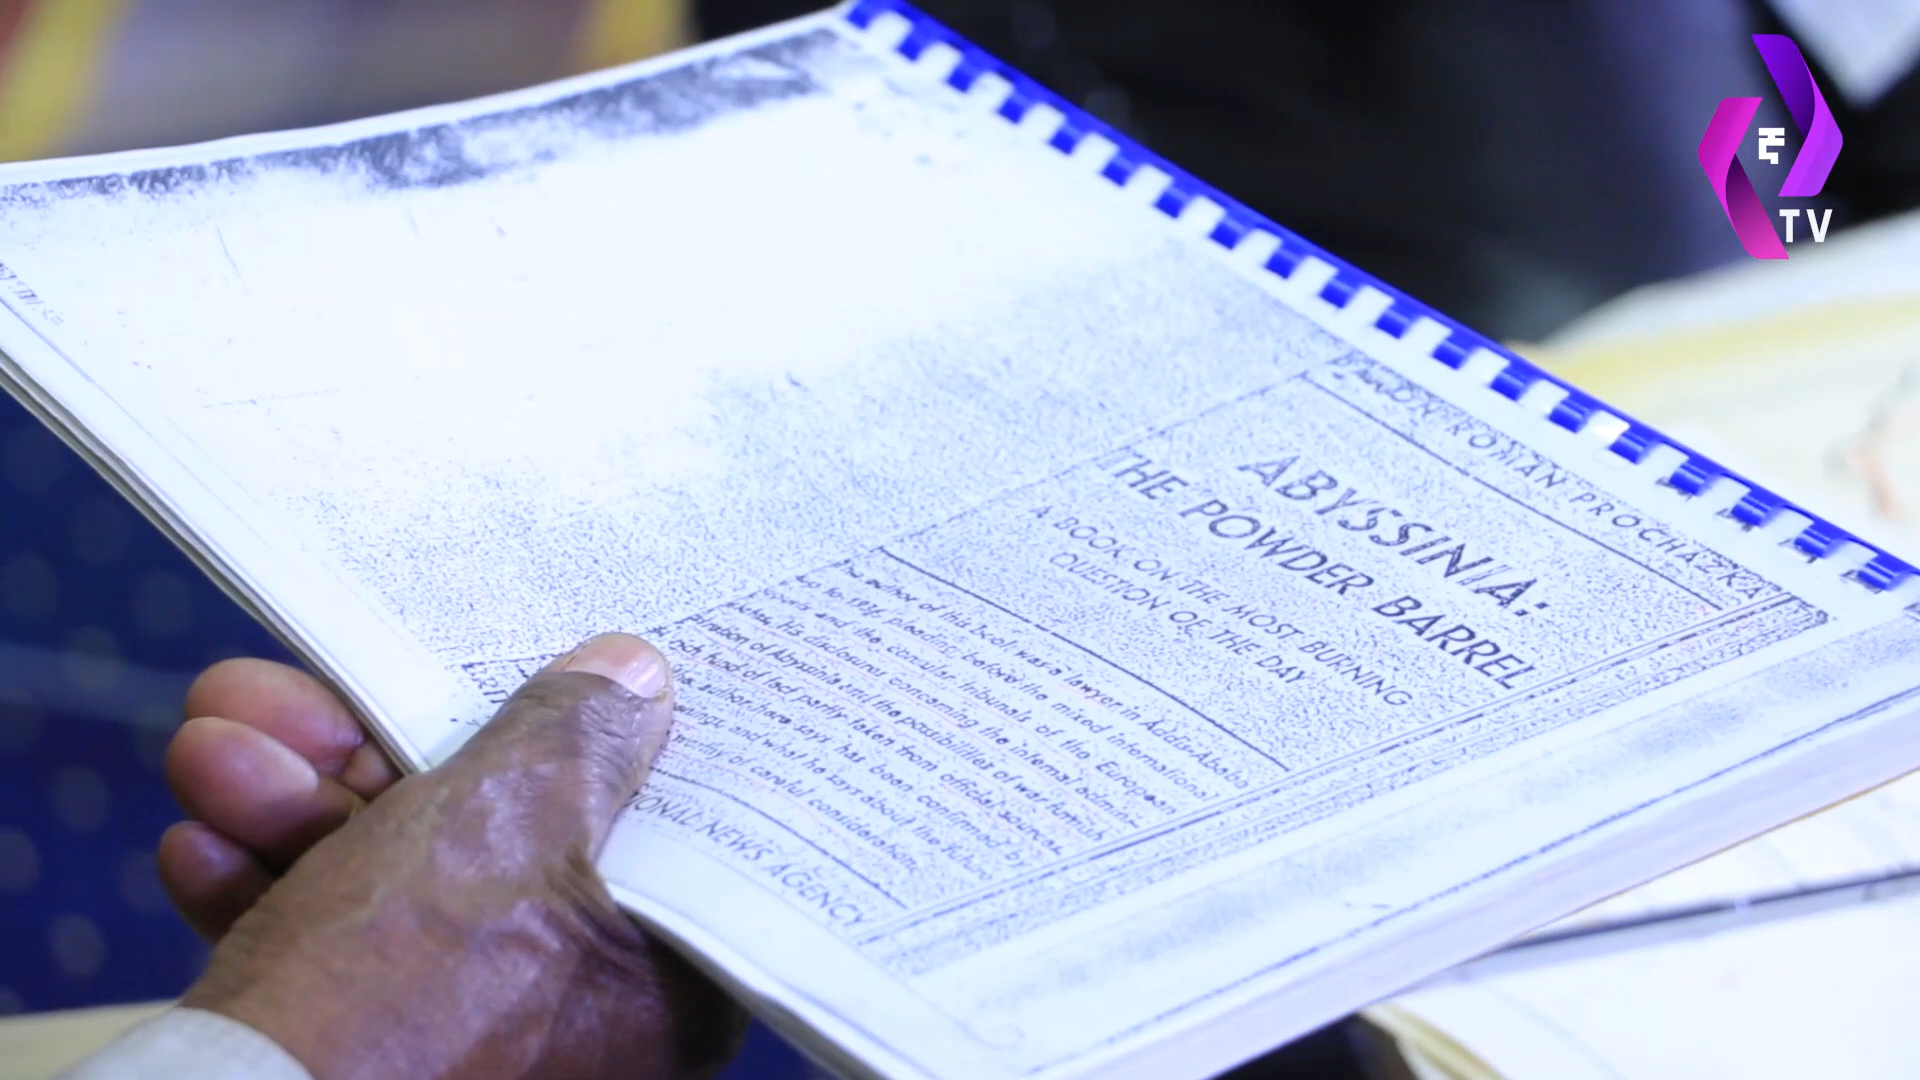 BARON ROMAN PROCHAZKA
ABYSSINIA:
THE POWDER BARREL
A BOOK ON THE MOST BURNING
QUESTION OF THE DAY
The author of this book was a lawyer in Addis-Ababa
pleading before the mixed international
courts and the consular tribunals of the European
His disclosures concerning the internal admin-
istration of Abyssinia and the possibilities of war furnish
fund of fact partly taken from official sources
author here says has been confirmed by
and what he says about the future
of careful consideration.
NEWS AGENCY
TV